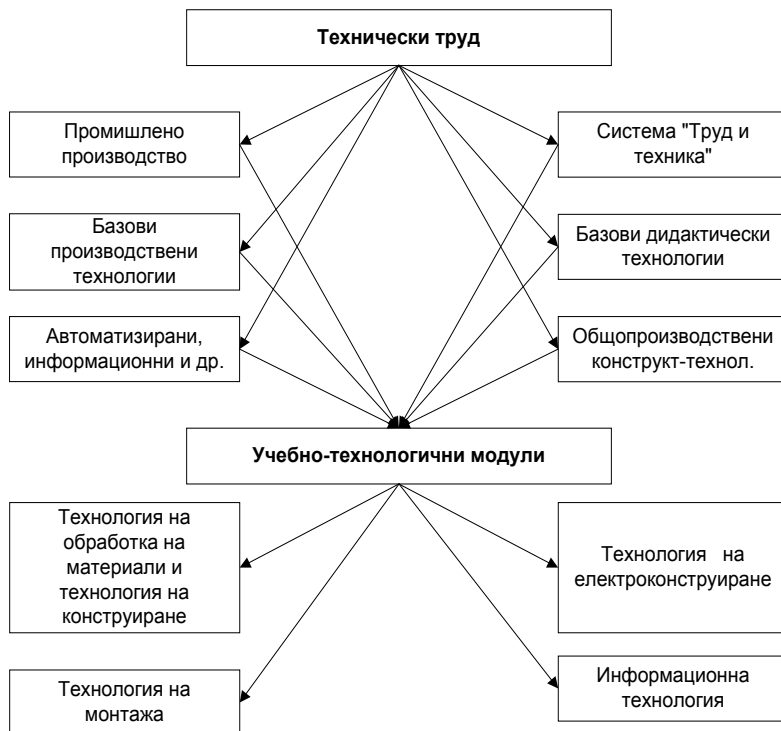 Технически труд
Промишлено
производство
Система "Труд и
техника"
Базови
производствени
технологии
Базови дидактически
технологии
Автоматизирани,
информационни и др.
Общопроизводствени
конструкт-технол.
Учебно-технологични модули
Технология на
обработка на
материали и
технология на
конструиране
Технология на
електроконструиране
Технология на
монтажа
Информационна
технология